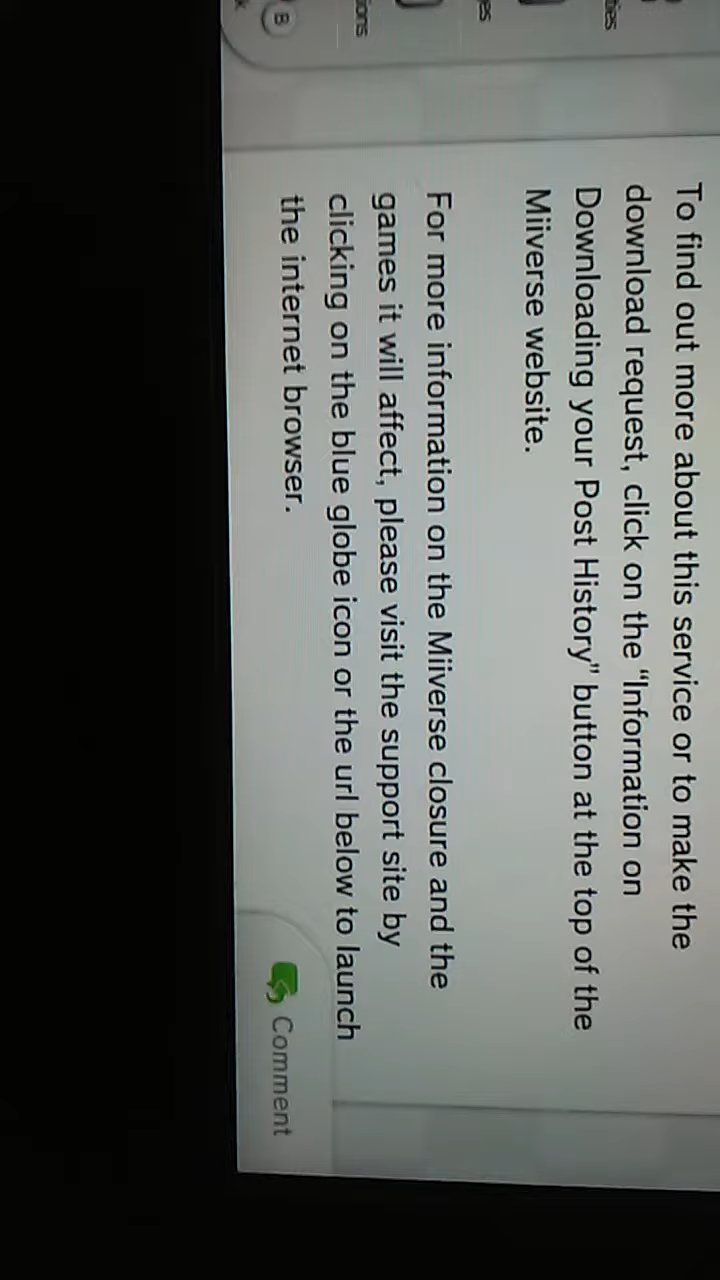 To find out more about this service or to make the
download request, click on the “Information on
Downloading your Post History” button at the top of the
Miiverse website.
For more information on the Miiverse closure and the
games it will affect, please visit the support site by
clicking on the blue globe icon or the url below to launch
the internet browser.
Comment
B